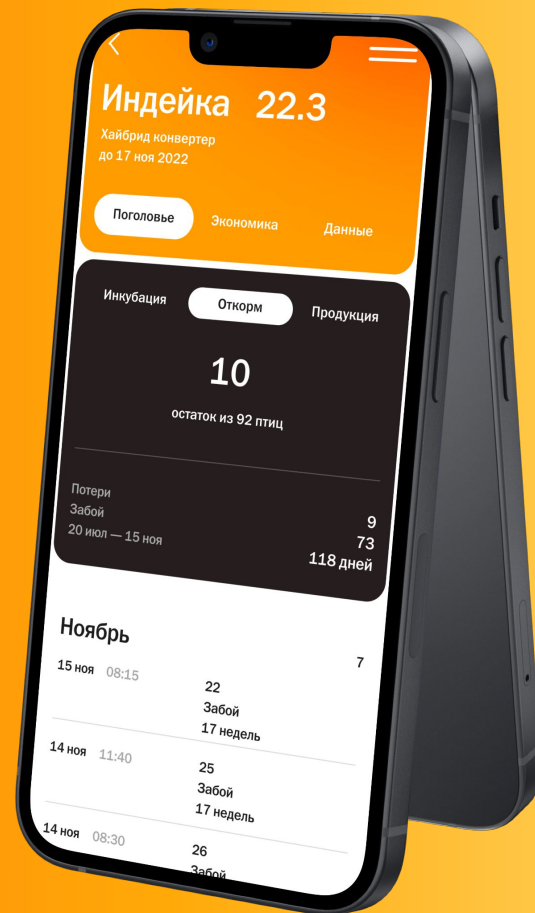 Индейка 22.3
Хайбрид конвертер
до 17 ноя 2022
Поголовье Экономика Данные
Инкубация Откорм Продукция
10
остаток из 92 птиц
Потери 9
Забой 73
20 июл — 15 ноя 118 дней
Ноябрь 7
15 ноя 08:15 22
Забой
17 недель
14 ноя 11:40 25
Забой
17 недель
14 ноя 08:30 26
Забой